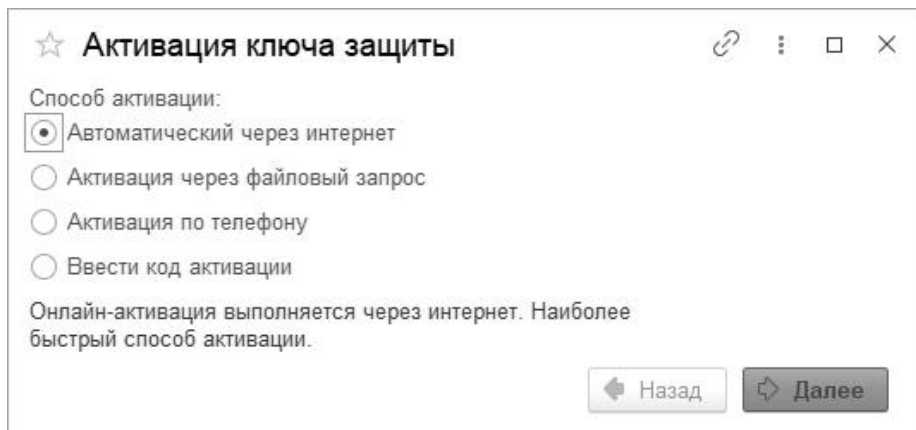 Активация ключа защиты
Способ активации:
Автоматический через интернет
Активация через файловый запрос
Активация по телефону
Ввести код активации
Онлайн-активация выполняется через интернет. Наиболее
быстрый способ активации.
Назад Далее